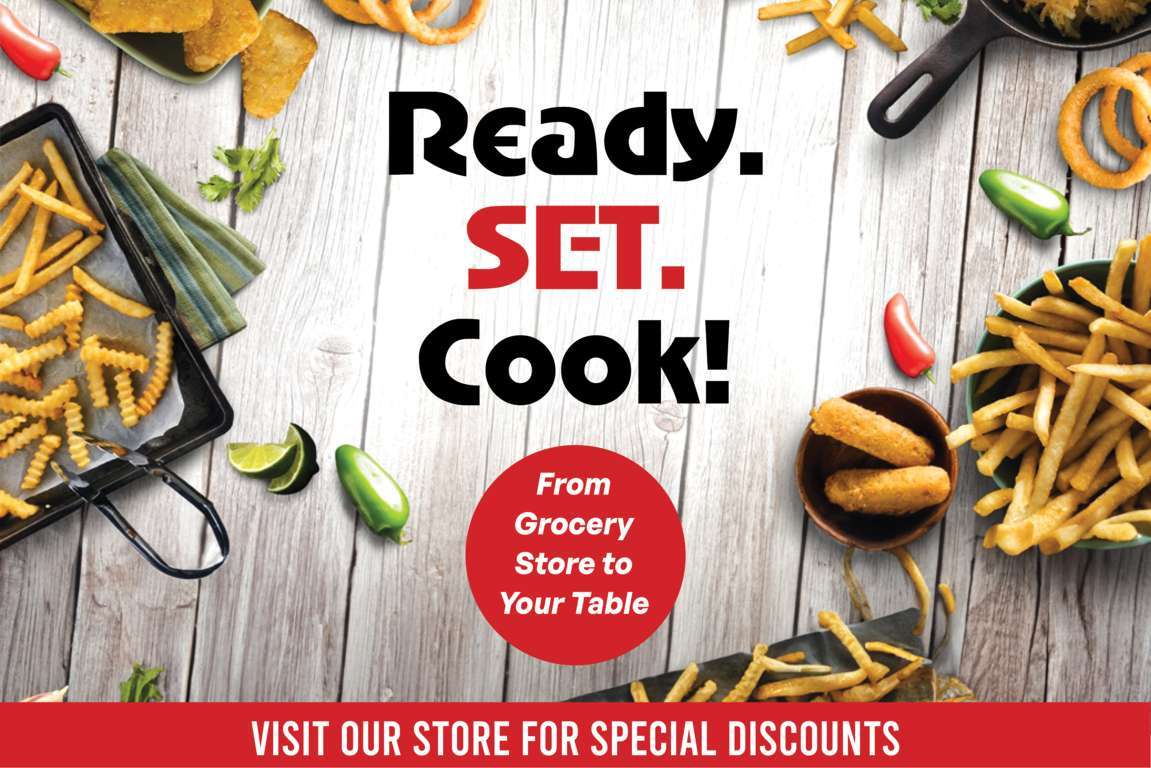 Ready.
SET.
Cook!
From
Grocery
Store to
Your Table
VISIT OUR STORE FOR SPECIAL DISCOUNTS